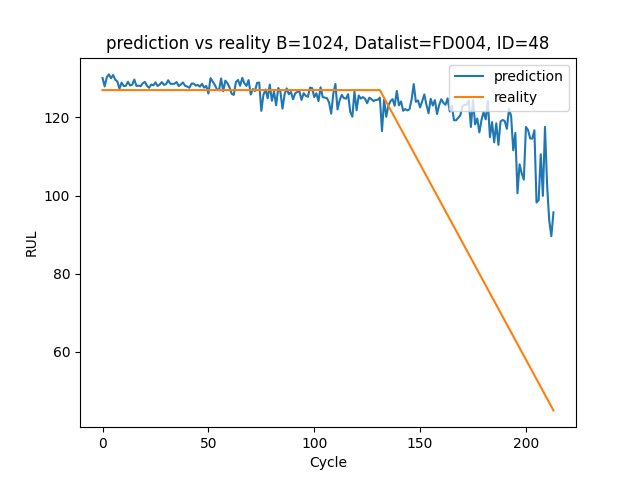 prediction vs reality B=1024, Datalist=FD004, ID=48
prediction
reality
120
100
80
60
RUL
0
50
100
150
200
Cycle